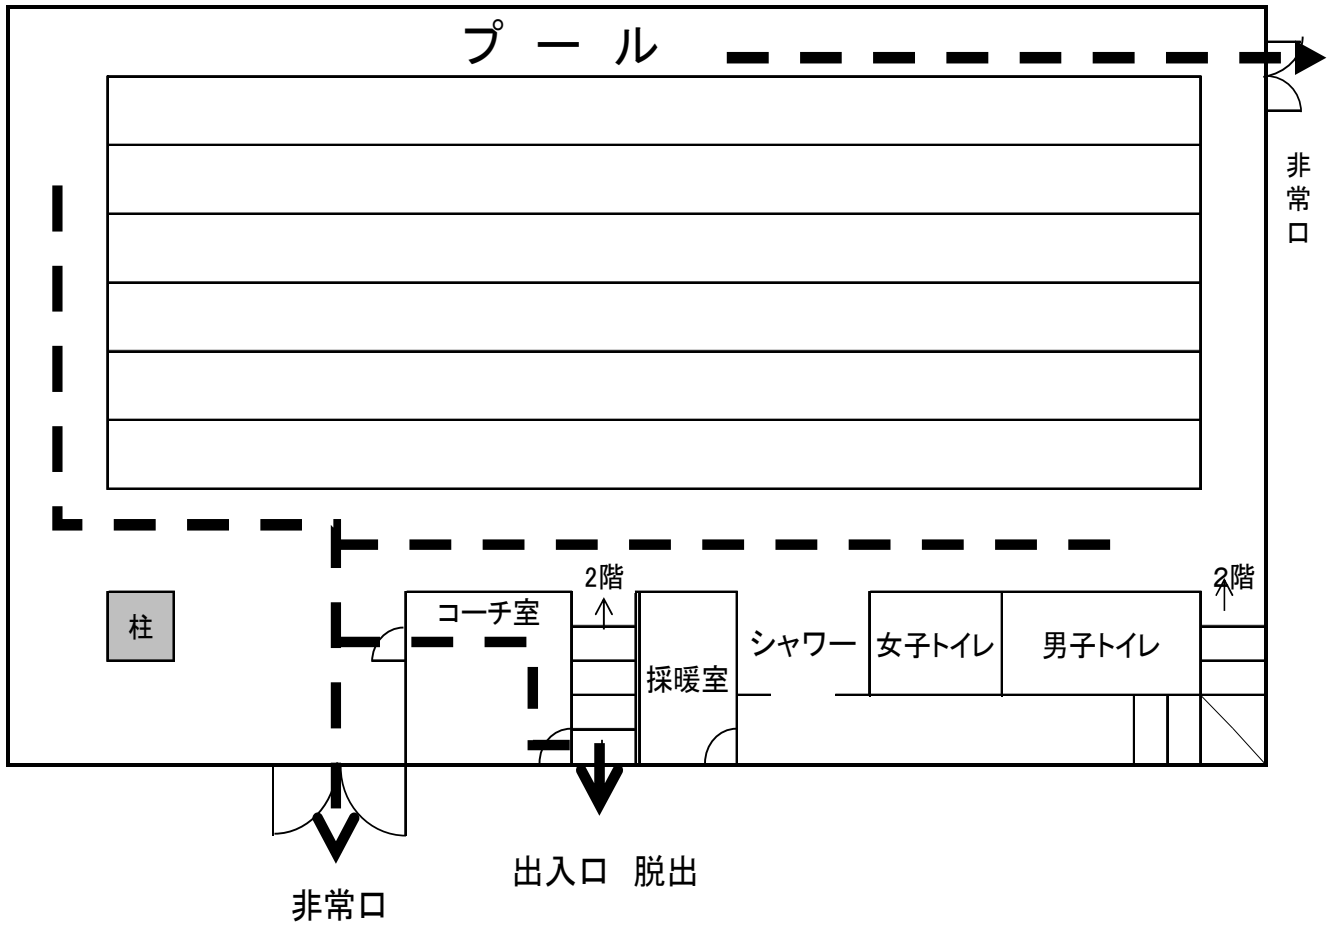 プール
非常口
2階
2階
コーチ室
柱
シャワー
女子トイレ
男子トイレ
採暖室
出入口 脱出
非常口